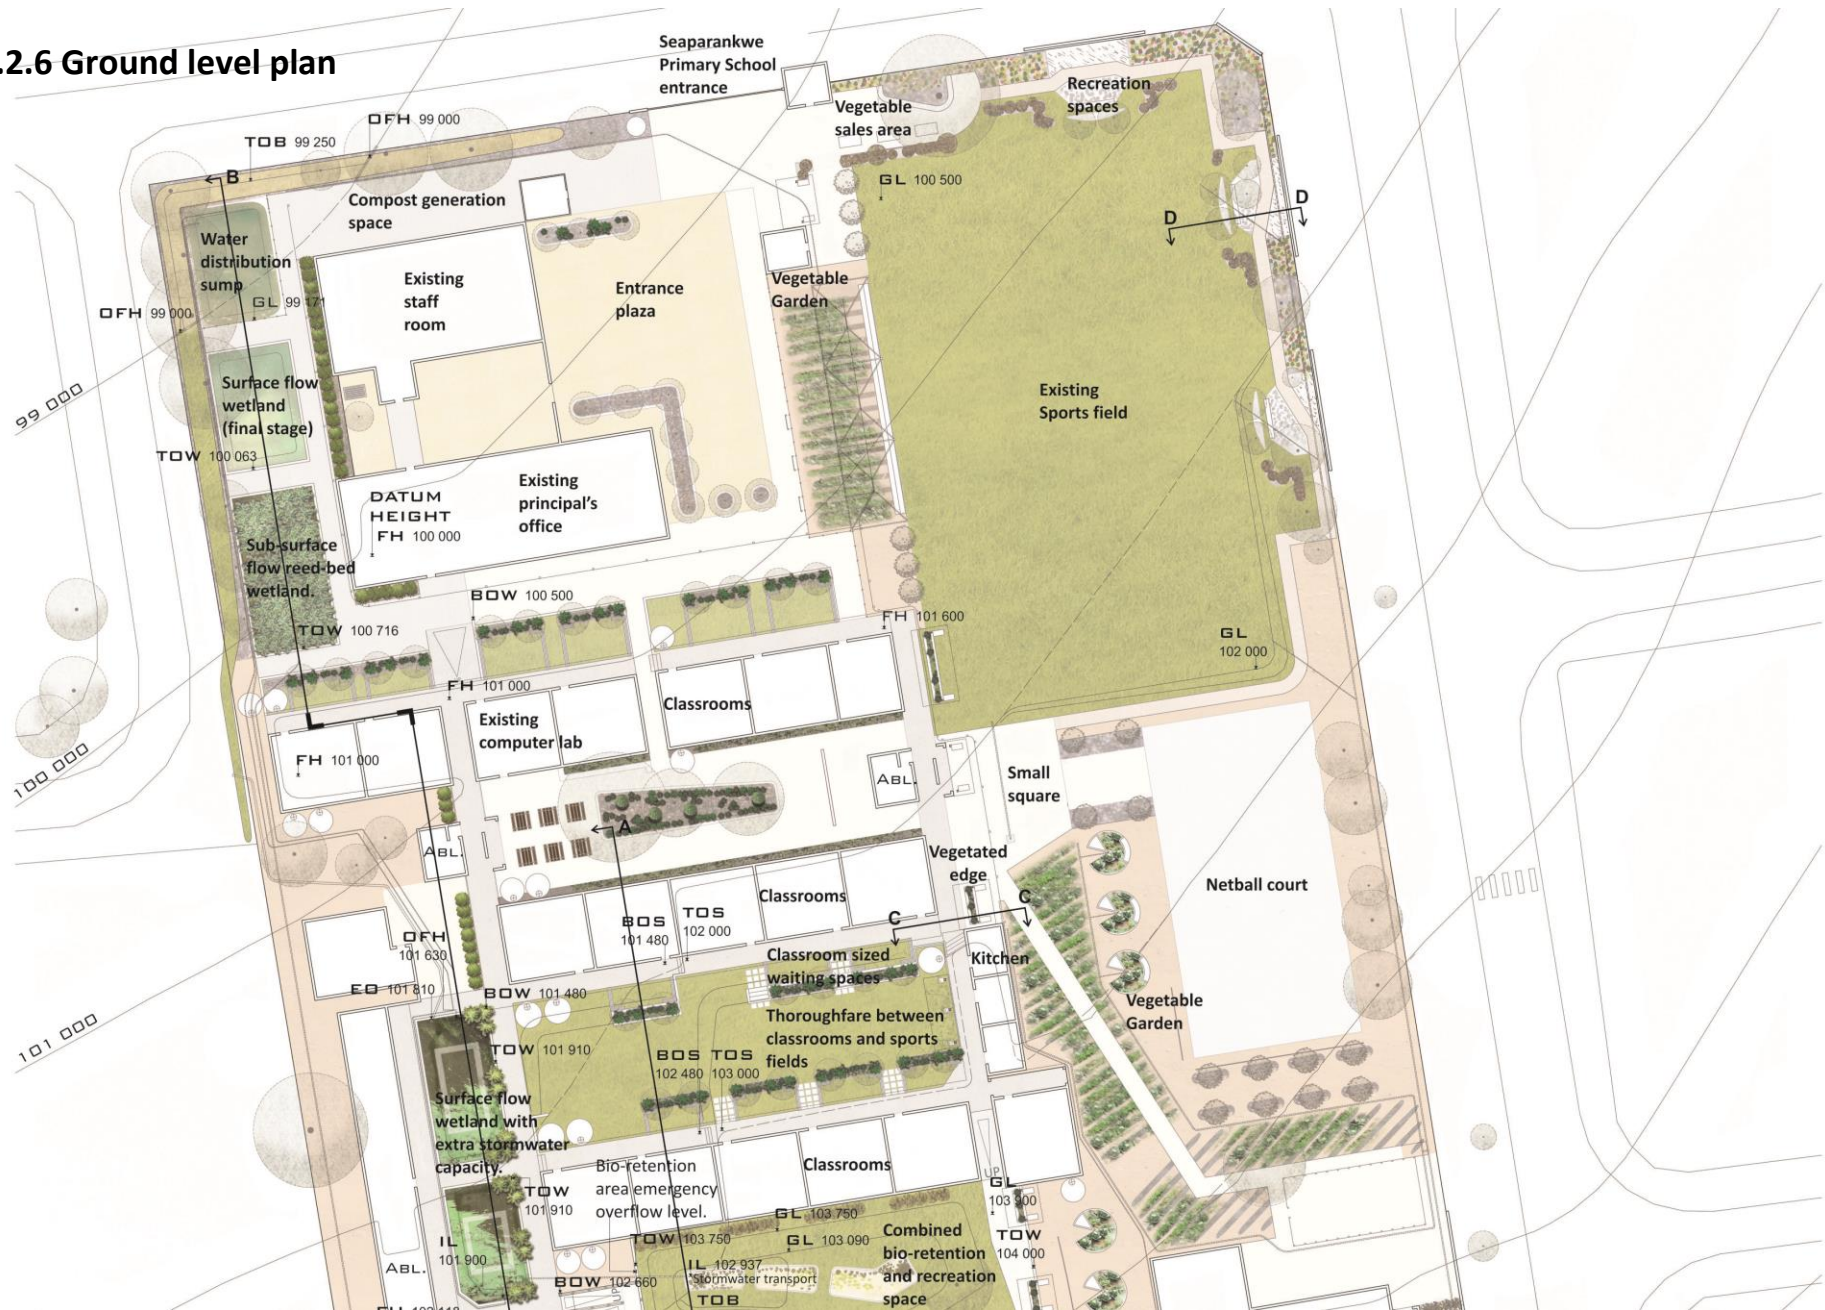 .2.6 Ground level plan
Seaparankwe
Primary School
entrance
Recreation
spaces
Vegetable
sales area
OFH 99 000
TOB 99 250
B
GL 100 500
Compost generation
space
D
D
Water
distribution
sump
GL 99 171
OFH 99 000
Existing
staff
room
Entrance
plaza
Vegetable
Garden
99 000
Surface flow
wetland
(final stage)
TOW 100 063
Existing
Sports field
DATUM
HEIGHT
FH 100 000
Existing
principal's
office
Sub-surface
flow reed-bed
wetland.
TOW 100 716
BOW 100 500
FH 101 600
GL
102 000
FH 101 000
Classrooms
Existing
computer lab
FH 101 000
100 000
ABL.
Small
square
A
ABL.
Vegetated
edge
Netball court
Classrooms
BOS
101 480
TOS
102 000
C
C
OFH
101 630
Classroom sized
waiting spaces
Kitchen
EO 101 810
BOW 101 480
Vegetable
Garden
Thoroughfare between
classrooms and sports
fields
101 000
TOW 101 910
BOS
102 480
TOS
103 000
Surface flow
wetland with
extra stormwater
capacity.
Bio-retention
area emergency
overflow level.
Classrooms
UP
GL
103 900
TOW
101 910
GL 103 750
TOW 103 750
GL 103 090
Combined
bio-retention
and recreation
space
TOW
104 000
IL
101 900
ABL.
IL 102 937
Stormwater transport
BOW 102 660
UP
TOB